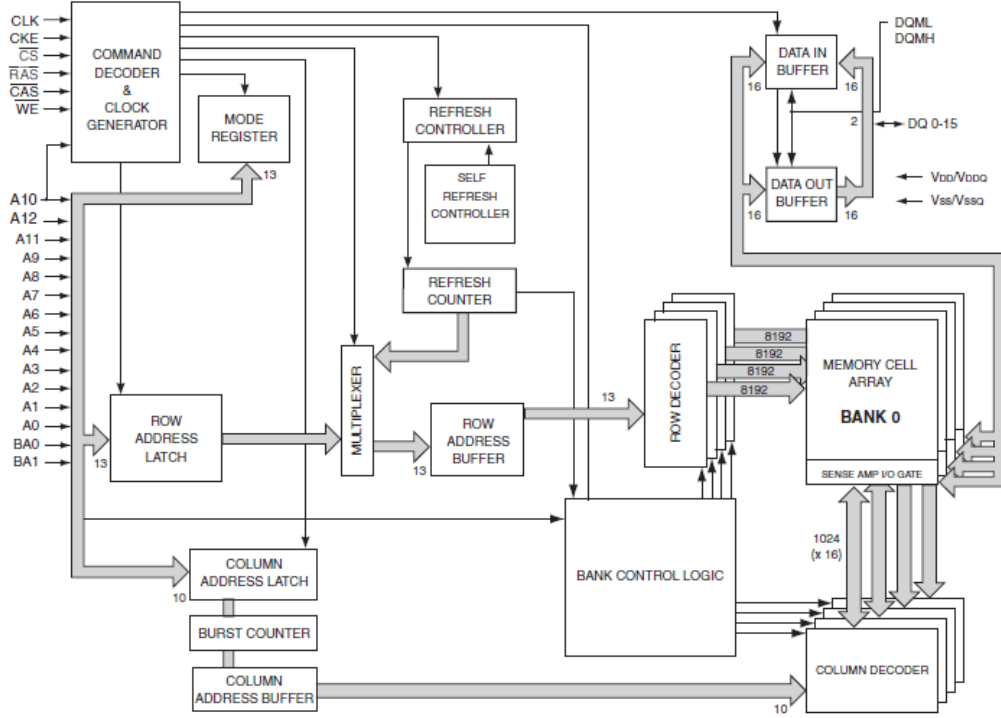 CLK
CKE
CS
RAS
CAS
WE
A10
A12
A11
A9
A8
A7
A6
A5
A4
A3
A2
A1
A0
BA0
BA1
COMMAND
DECODER
&
CLOCK
GENERATOR
MODE
REGISTER
13
REFRESH
CONTROLLER
SELF
REFRESH
CONTROLLER
REFRESH
COUNTER
DATA IN
BUFFER
16
16
DQML
DQMH
2
DQ 0-15
DATA OUT
BUFFER
16
16
VDD/VDDQ
VSS/VSSQ
13
ROW
ADDRESS
LATCH
MULTIPLEXER
13
ROW
ADDRESS
BUFFER
13
ROW DECODER
8192
8192
8192
8192
MEMORY CELL
ARRAY
BANK 0
SENSE AMP I/O GATE
1024
(x 16)
BANK CONTROL LOGIC
10
COLUMN
ADDRESS LATCH
BURST COUNTER
COLUMN
ADDRESS BUFFER
10
COLUMN DECODER